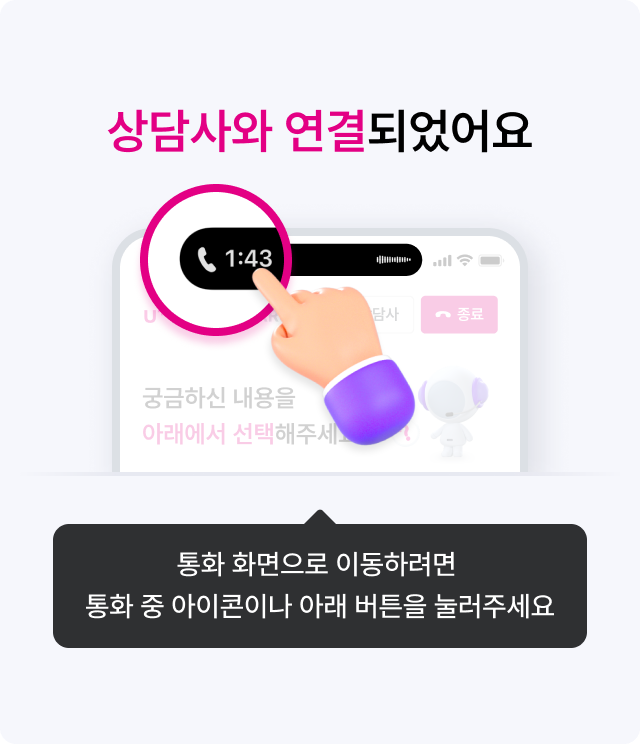 상담사와 연결되었어요
1:43
담사
종료
궁금하신 내용을
아래에서 선택해주세요
통화 화면으로 이동하려면
통화 중 아이콘이나 아래 버튼을 눌러주세요